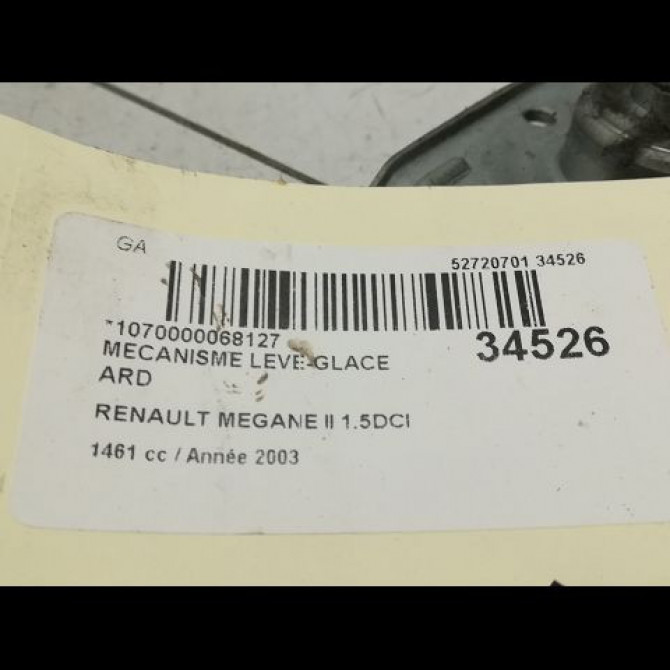 GA
52720701 34526
*1070000068127
34526
MECANISME LEVE-GLACE
ARD
RENAULT MEGANE II 1.5DCI
1461 cc / Année 2003